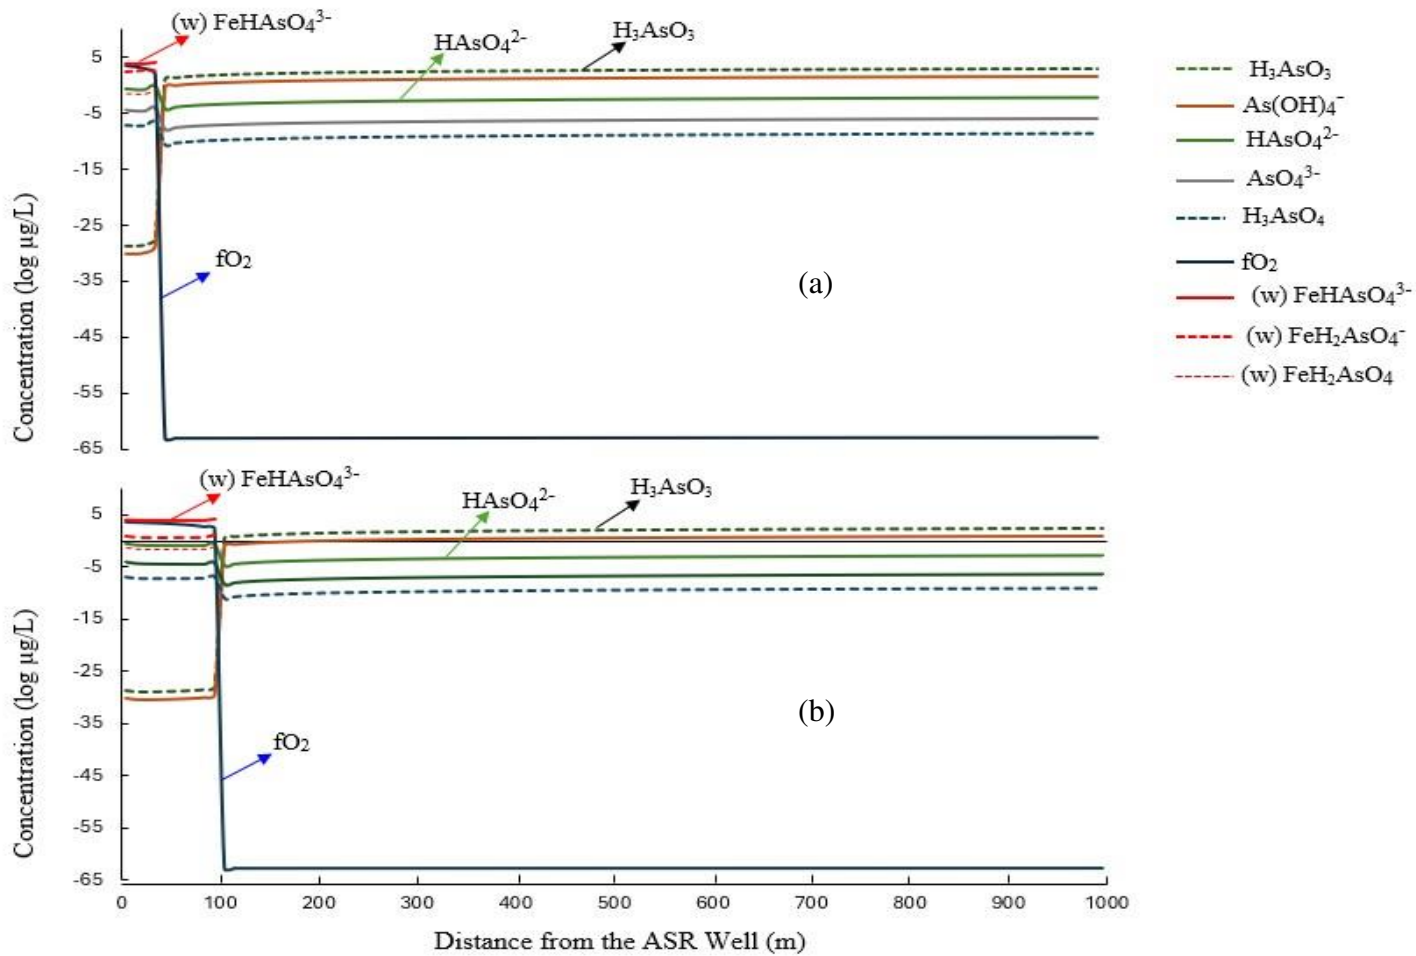 (w) FeHAsO₄³⁻
HAsO₄²⁻
H₃AsO₃
5
-5
-15
-25
-35
-45
-55
-65
Concentration (log µg/L)
fO₂
(a)
H₃AsO₃
As(OH)₄⁻
HAsO₄²⁻
AsO₄³⁻
H₃AsO₄
fO₂
(w) FeHAsO₄³⁻
(w) FeH₂AsO₄⁻
(w) FeH₂AsO₄
(w) FeHAsO₄³⁻
HAsO₄²⁻
H₃AsO₃
5
-5
-15
-25
-35
-45
-55
-65
Concentration (log µg/L)
fO₂
(b)
0 100 200 300 400 500 600 700 800 900 1000
Distance from the ASR Well (m)